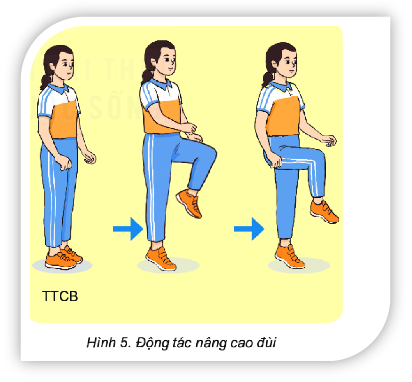 TTCB
Hình 5. Động tác nâng cao đùi